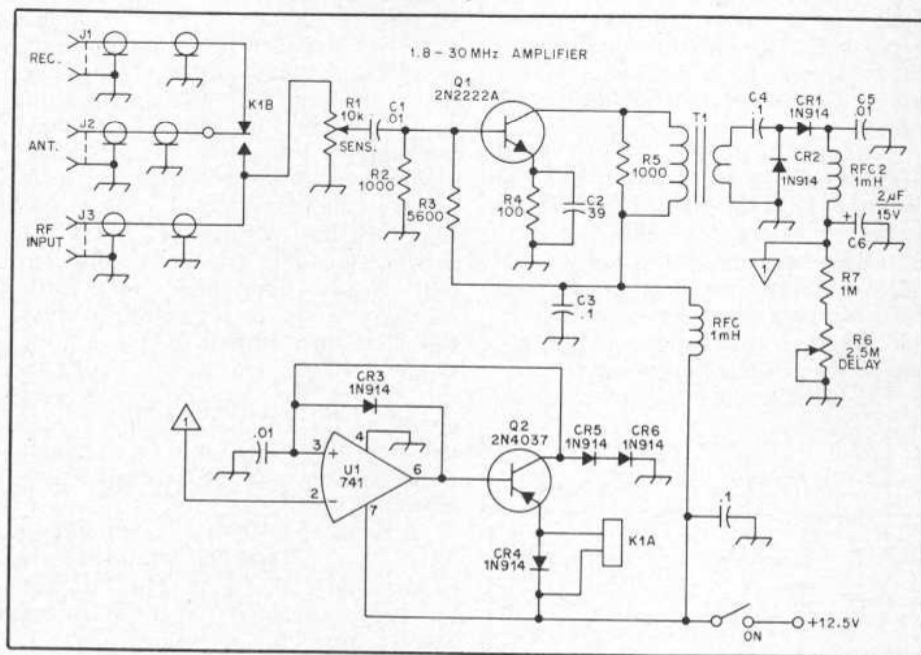 1.8 – 30 MHz AMPLIFIER
J1
REC.
J2
ANT.
J3
RF
INPUT
K1B
R1
10k
SENS.
C1
.01
R2
1000
R3
5600
Q1
2N2222A
R4
100
C2
39
R5
1000
T1
C4
.1
CR1
1N914
C5
.01
CR2
1N914
RFC2
1mH
2µF
15V
+
C6
1
R7
1M
R6
2.5M
DELAY
C3
.1
RFC
1mH
CR3
1N914
1
.01
3
+
4
U1
741
6
2
–
7
Q2
2N4037
CR5
1N914
CR6
1N914
CR4
1N914
K1A
.1
ON
+12.5V